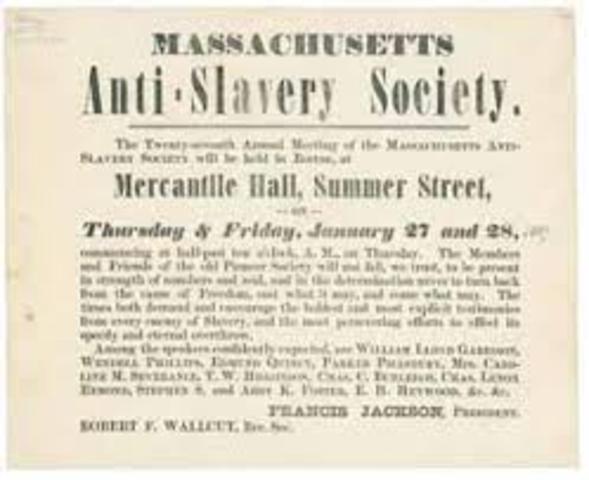 MASSACHUSETTS
Anti-Slavery Society.
The Twenty-seventh Annual Meeting of the MASSACHUSETTS ANTI-
SLAVERY SOCIETY will be held in Boston, at
Mercantile Hall, Summer Street,
—ON—
Thursday & Friday, January 27 and 28,
commencing at half-past ten o'clock, A. M., on Thursday. The Members
and Friends of the old Pioneer Society will not fail, we trust, to be present
in strength of numbers and zeal, and in the determination never to turn back
from the cause of Freedom, cost what it may, and come what may. The
times both demand and encourage the boldest and most explicit testimonies
from every enemy of Slavery, and the most persevering efforts to effect its
speedy and eternal overthrow.
Among the speakers confidently expected, are WILLIAM LLOYD GARRISON,
WENDELL PHILLIPS, EDMUND QUINCY, PARKER PILLSBURY, MRS. CARO-
LINE M. SEVERANCE, T. W. HIGGINSON, CHAS. C. BURLEIGH, CHAS. LENOX
REMOND, STEPHEN S. and ABBY K. FOSTER, E. H. HEYWOOD, &c. &c.
FRANCIS JACKSON, PRESIDENT.
ROBERT F. WALLCUT, Rec. Sec.